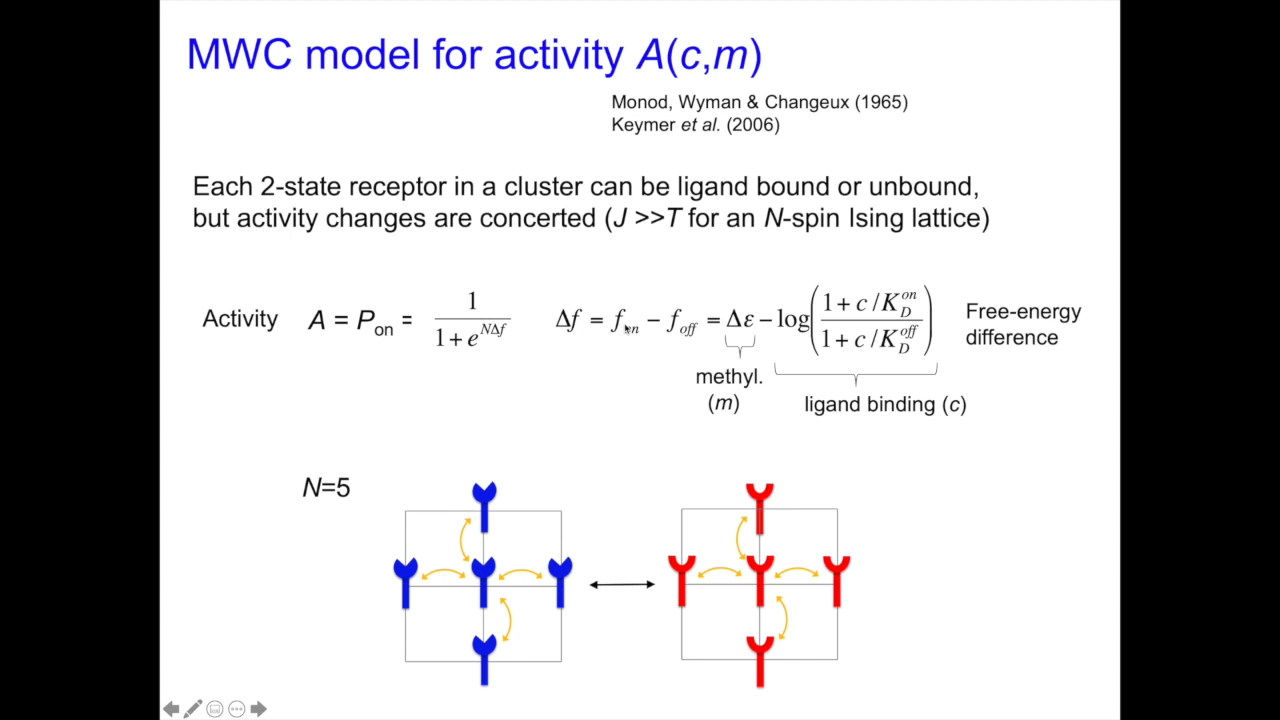 MWC model for activity A(c,m)
Monod, Wyman & Changeux (1965)
Keymer et al. (2006)
Each 2-state receptor in a cluster can be ligand bound or unbound,
but activity changes are concerted (J >>T for an N-spin Ising lattice)
Activity A = P_on = 1 / (1 + e^{NΔf}) Δf = f_on − f_off = Δε − log((1 + c / K_D^on) / (1 + c / K_D^off)) Free-energy
difference
methyl.
(m)
ligand binding (c)
N=5